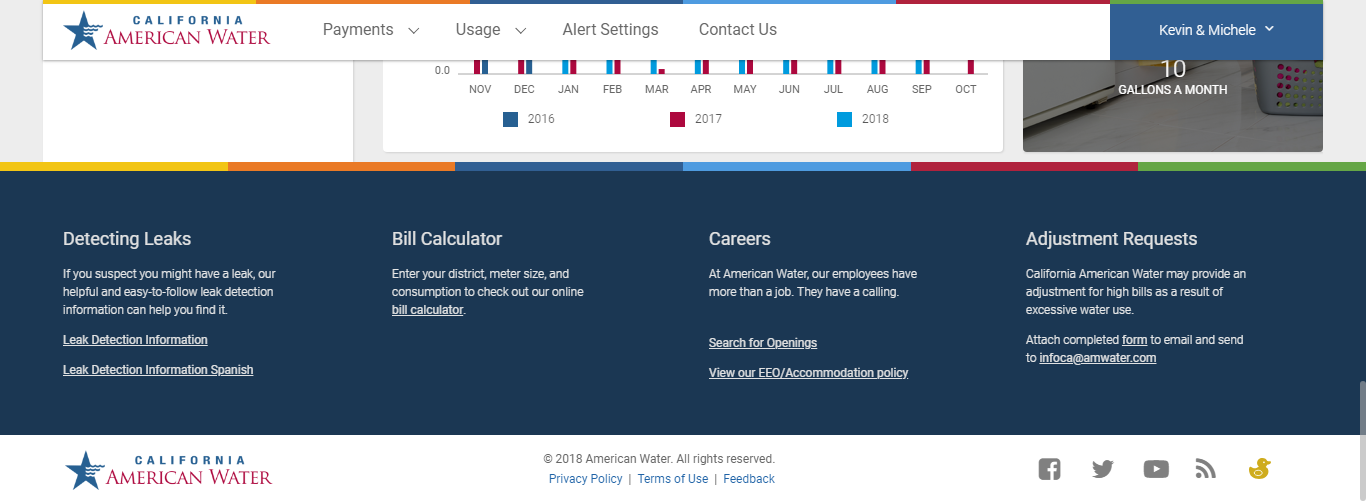 CALIFORNIA
AMERICAN WATER
Payments
Usage
Alert Settings
Contact Us
Kevin & Michele
0.0
NOV DEC JAN FEB MAR APR MAY JUN JUL AUG SEP OCT
2016 2017 2018
10
GALLONS A MONTH
Detecting Leaks
If you suspect you might have a leak, our
helpful and easy-to-follow leak detection
information can help you find it.
Leak Detection Information
Leak Detection Information Spanish
Bill Calculator
Enter your district, meter size, and
consumption to check out our online
bill calculator.
Careers
At American Water, our employees have
more than a job. They have a calling.
Search for Openings
View our EEO/Accommodation policy
Adjustment Requests
California American Water may provide an
adjustment for high bills as a result of
excessive water use.
Attach completed form to email and send
to infoca@amwater.com
CALIFORNIA
AMERICAN WATER
© 2018 American Water. All rights reserved.
Privacy Policy | Terms of Use | Feedback